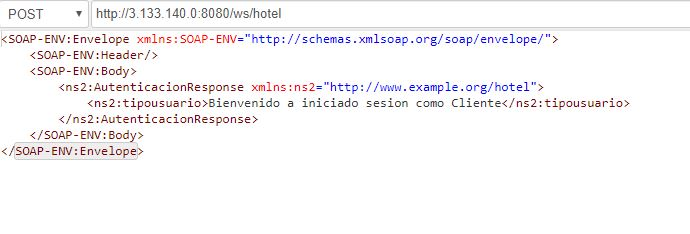 POST http://3.133.140.0:8080/ws/hotel
<SOAP-ENV:Envelope xmlns:SOAP-ENV="http://schemas.xmlsoap.org/soap/envelope/">
<SOAP-ENV:Header/>
<SOAP-ENV:Body>
<ns2:AutenticacionResponse xmlns:ns2="http://www.example.org/hotel">
<ns2:tipousuario>Bienvenido a iniciado sesion como Cliente</ns2:tipousuario>
</ns2:AutenticacionResponse>
</SOAP-ENV:Body>
</SOAP-ENV:Envelope>